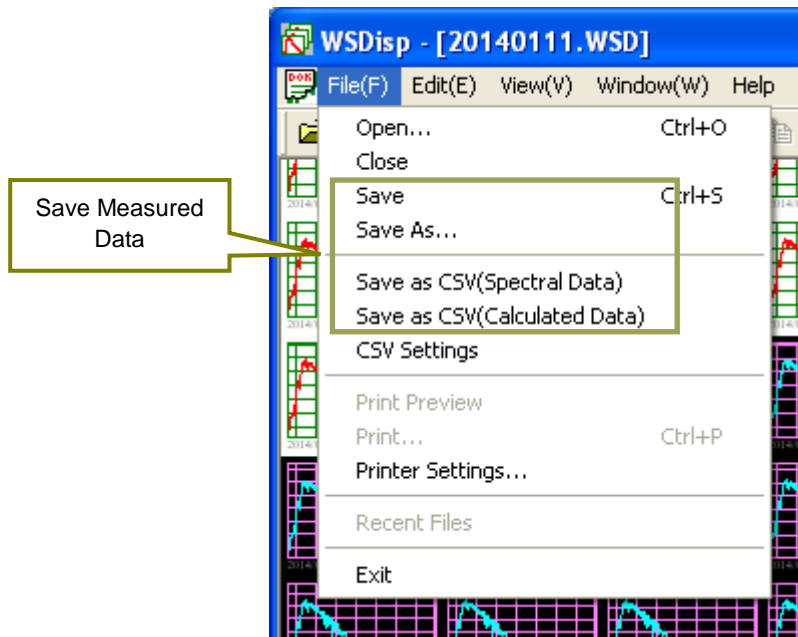 WSDisp - [20140111.WSD]
File(F) Edit(E) View(V) Window(W) Help
Open... Ctrl+O
Close
Save Ctrl+S
Save As...
Save as CSV(Spectral Data)
Save as CSV(Calculated Data)
CSV Settings
Print Preview
Print... Ctrl+P
Printer Settings...
Recent Files
Exit
Save Measured
Data